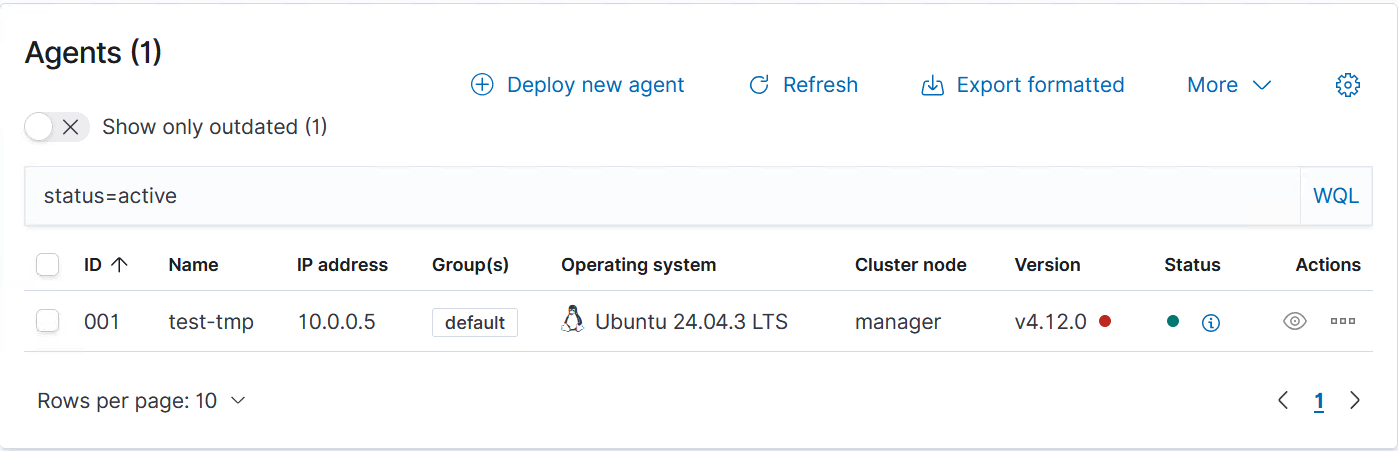 Agents (1)
Deploy new agent Refresh Export formatted More
Show only outdated (1)
status=active WQL
ID Name IP address Group(s) Operating system Cluster node Version Status Actions
001 test-tmp 10.0.0.5 default Ubuntu 24.04.3 LTS manager v4.12.0
Rows per page: 10 1